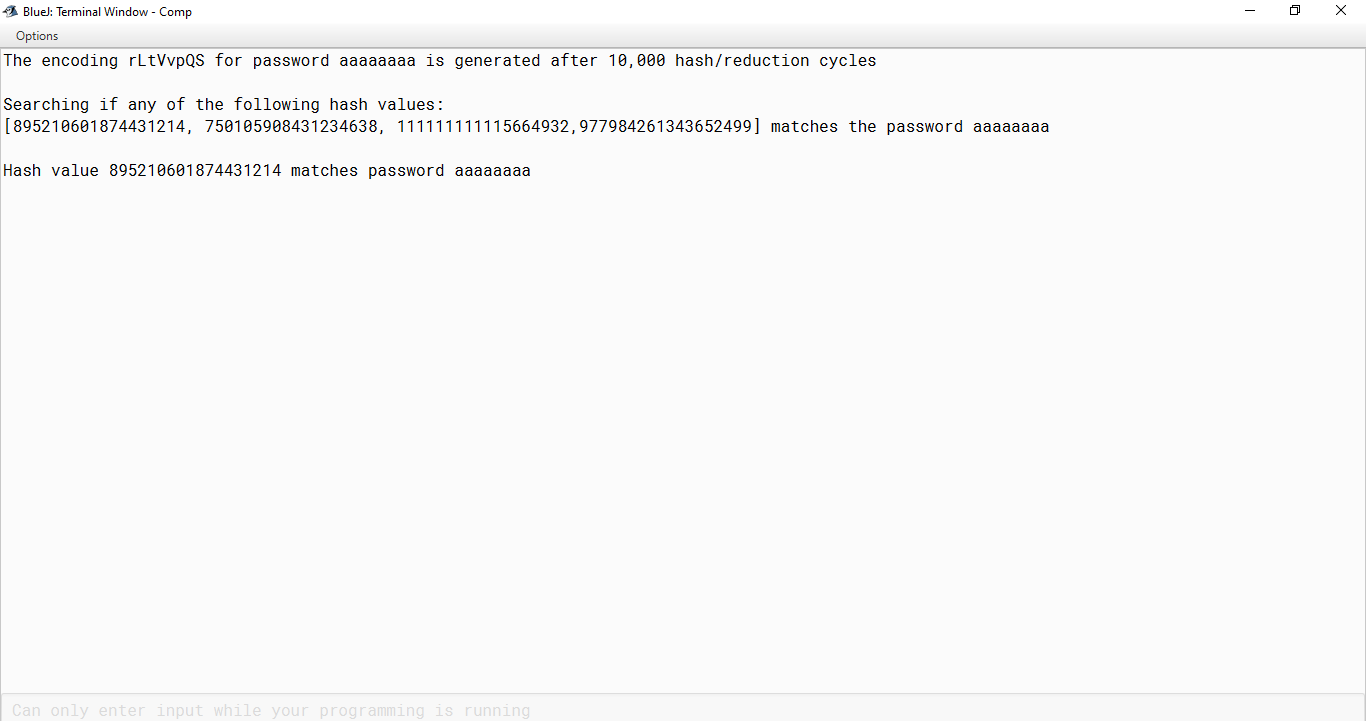 BlueJ: Terminal Window - Comp
Options
The encoding rLtVvpQS for password aaaaaaaa is generated after 10,000 hash/reduction cycles
Searching if any of the following hash values:
[895210601874431214, 750105908431234638, 111111111115664932,977984261343652499] matches the password aaaaaaaa
Hash value 895210601874431214 matches password aaaaaaaa
Can only enter input while your programming is running